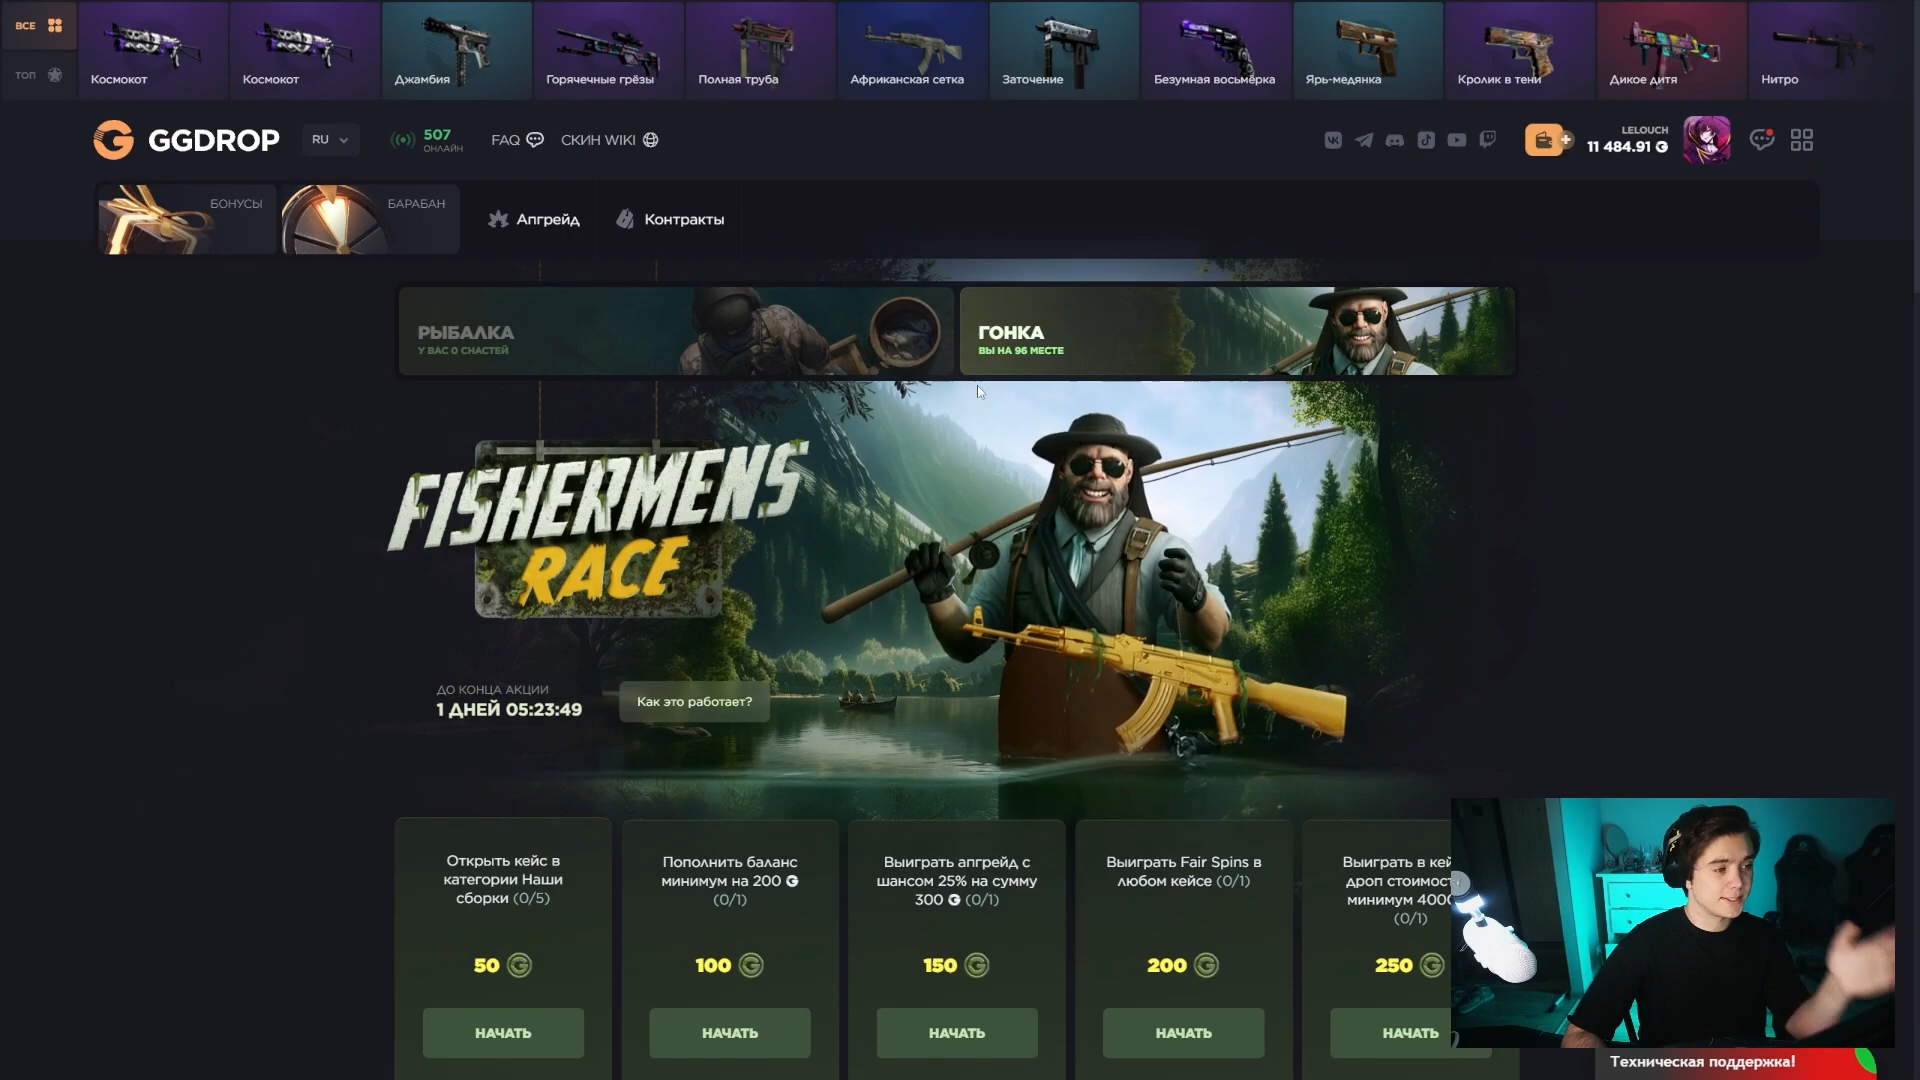 ВСЕ
ТОП
Космокот
Космокот
Джамбия
Горячечные грёзы
Полная труба
Африканская сетка
Заточение
Безумная восьмёрка
Ярь-медянка
Кролик в тени
Дикое дитя
Нитро
GGDROP
RU
507
ОНЛАЙН
FAQ
СКИН WIKI
LELOUCH
11 484.91
БОНУСЫ
БАРАБАН
Апгрейд
Контракты
РЫБАЛКА
У ВАС 0 СНАСТЕЙ
ГОНКА
ВЫ НА 96 МЕСТЕ
FISHERMENS
RACE
ДО КОНЦА АКЦИИ
1 ДНЕЙ 05:23:49
Как это работает?
Открыть кейс в
категории Наши
сборки (0/5)
50
НАЧАТЬ
Пополнить баланс
минимум на 200
(0/1)
100
НАЧАТЬ
Выиграть апгрейд с
шансом 25% на сумму
300 (0/1)
150
НАЧАТЬ
Выиграть Fair Spins в
любом кейсе (0/1)
200
НАЧАТЬ
Выиграть в
дроп
минимум
(0/1)
250
НАЧАТЬ
Техническая поддержка!